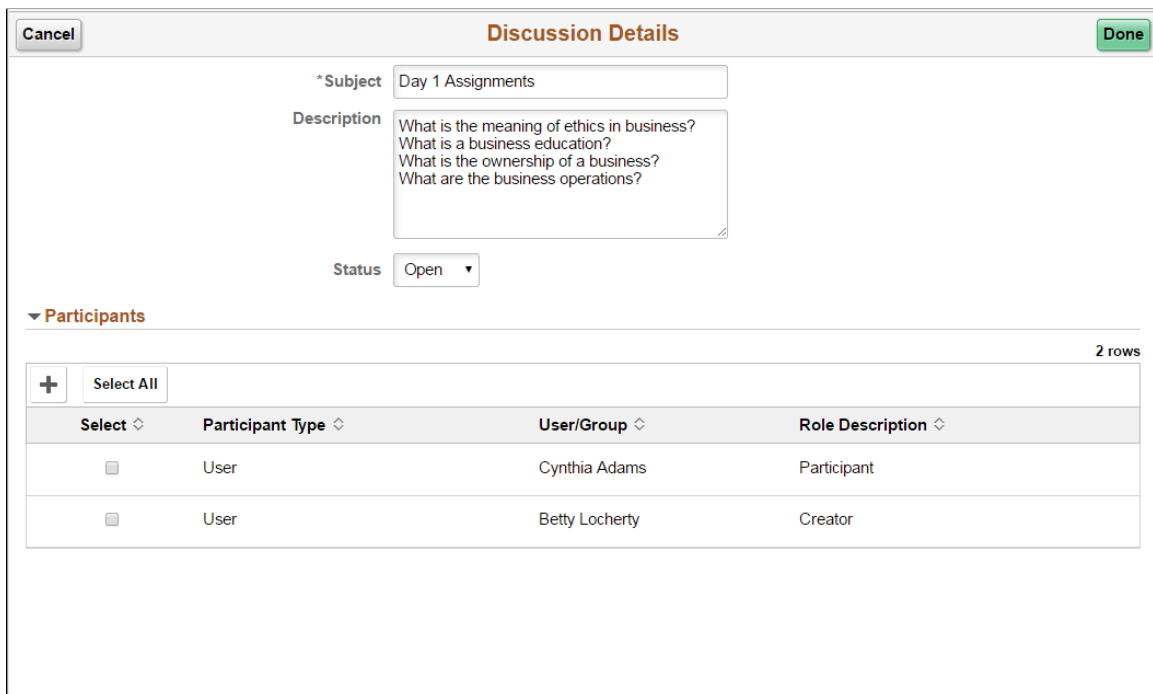 Cancel
Discussion Details
Done
*Subject
Day 1 Assignments
Description
What is the meaning of ethics in business?
What is a business education?
What is the ownership of a business?
What are the business operations?
Status
Open
Participants
2 rows
Select All
Select
Participant Type
User/Group
Role Description
User
Cynthia Adams
Participant
User
Betty Locherty
Creator